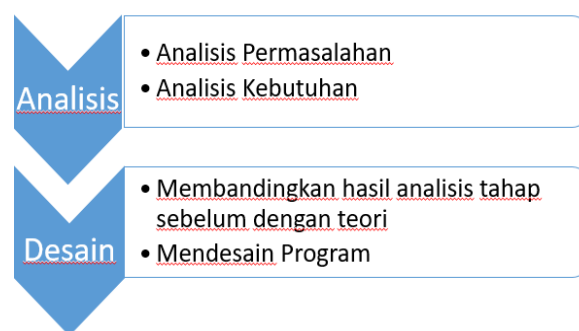 Analisis
• Analisis Permasalahan
• Analisis Kebutuhan
Desain
• Membandingkan hasil analisis tahap
sebelum dengan teori
• Mendesain Program